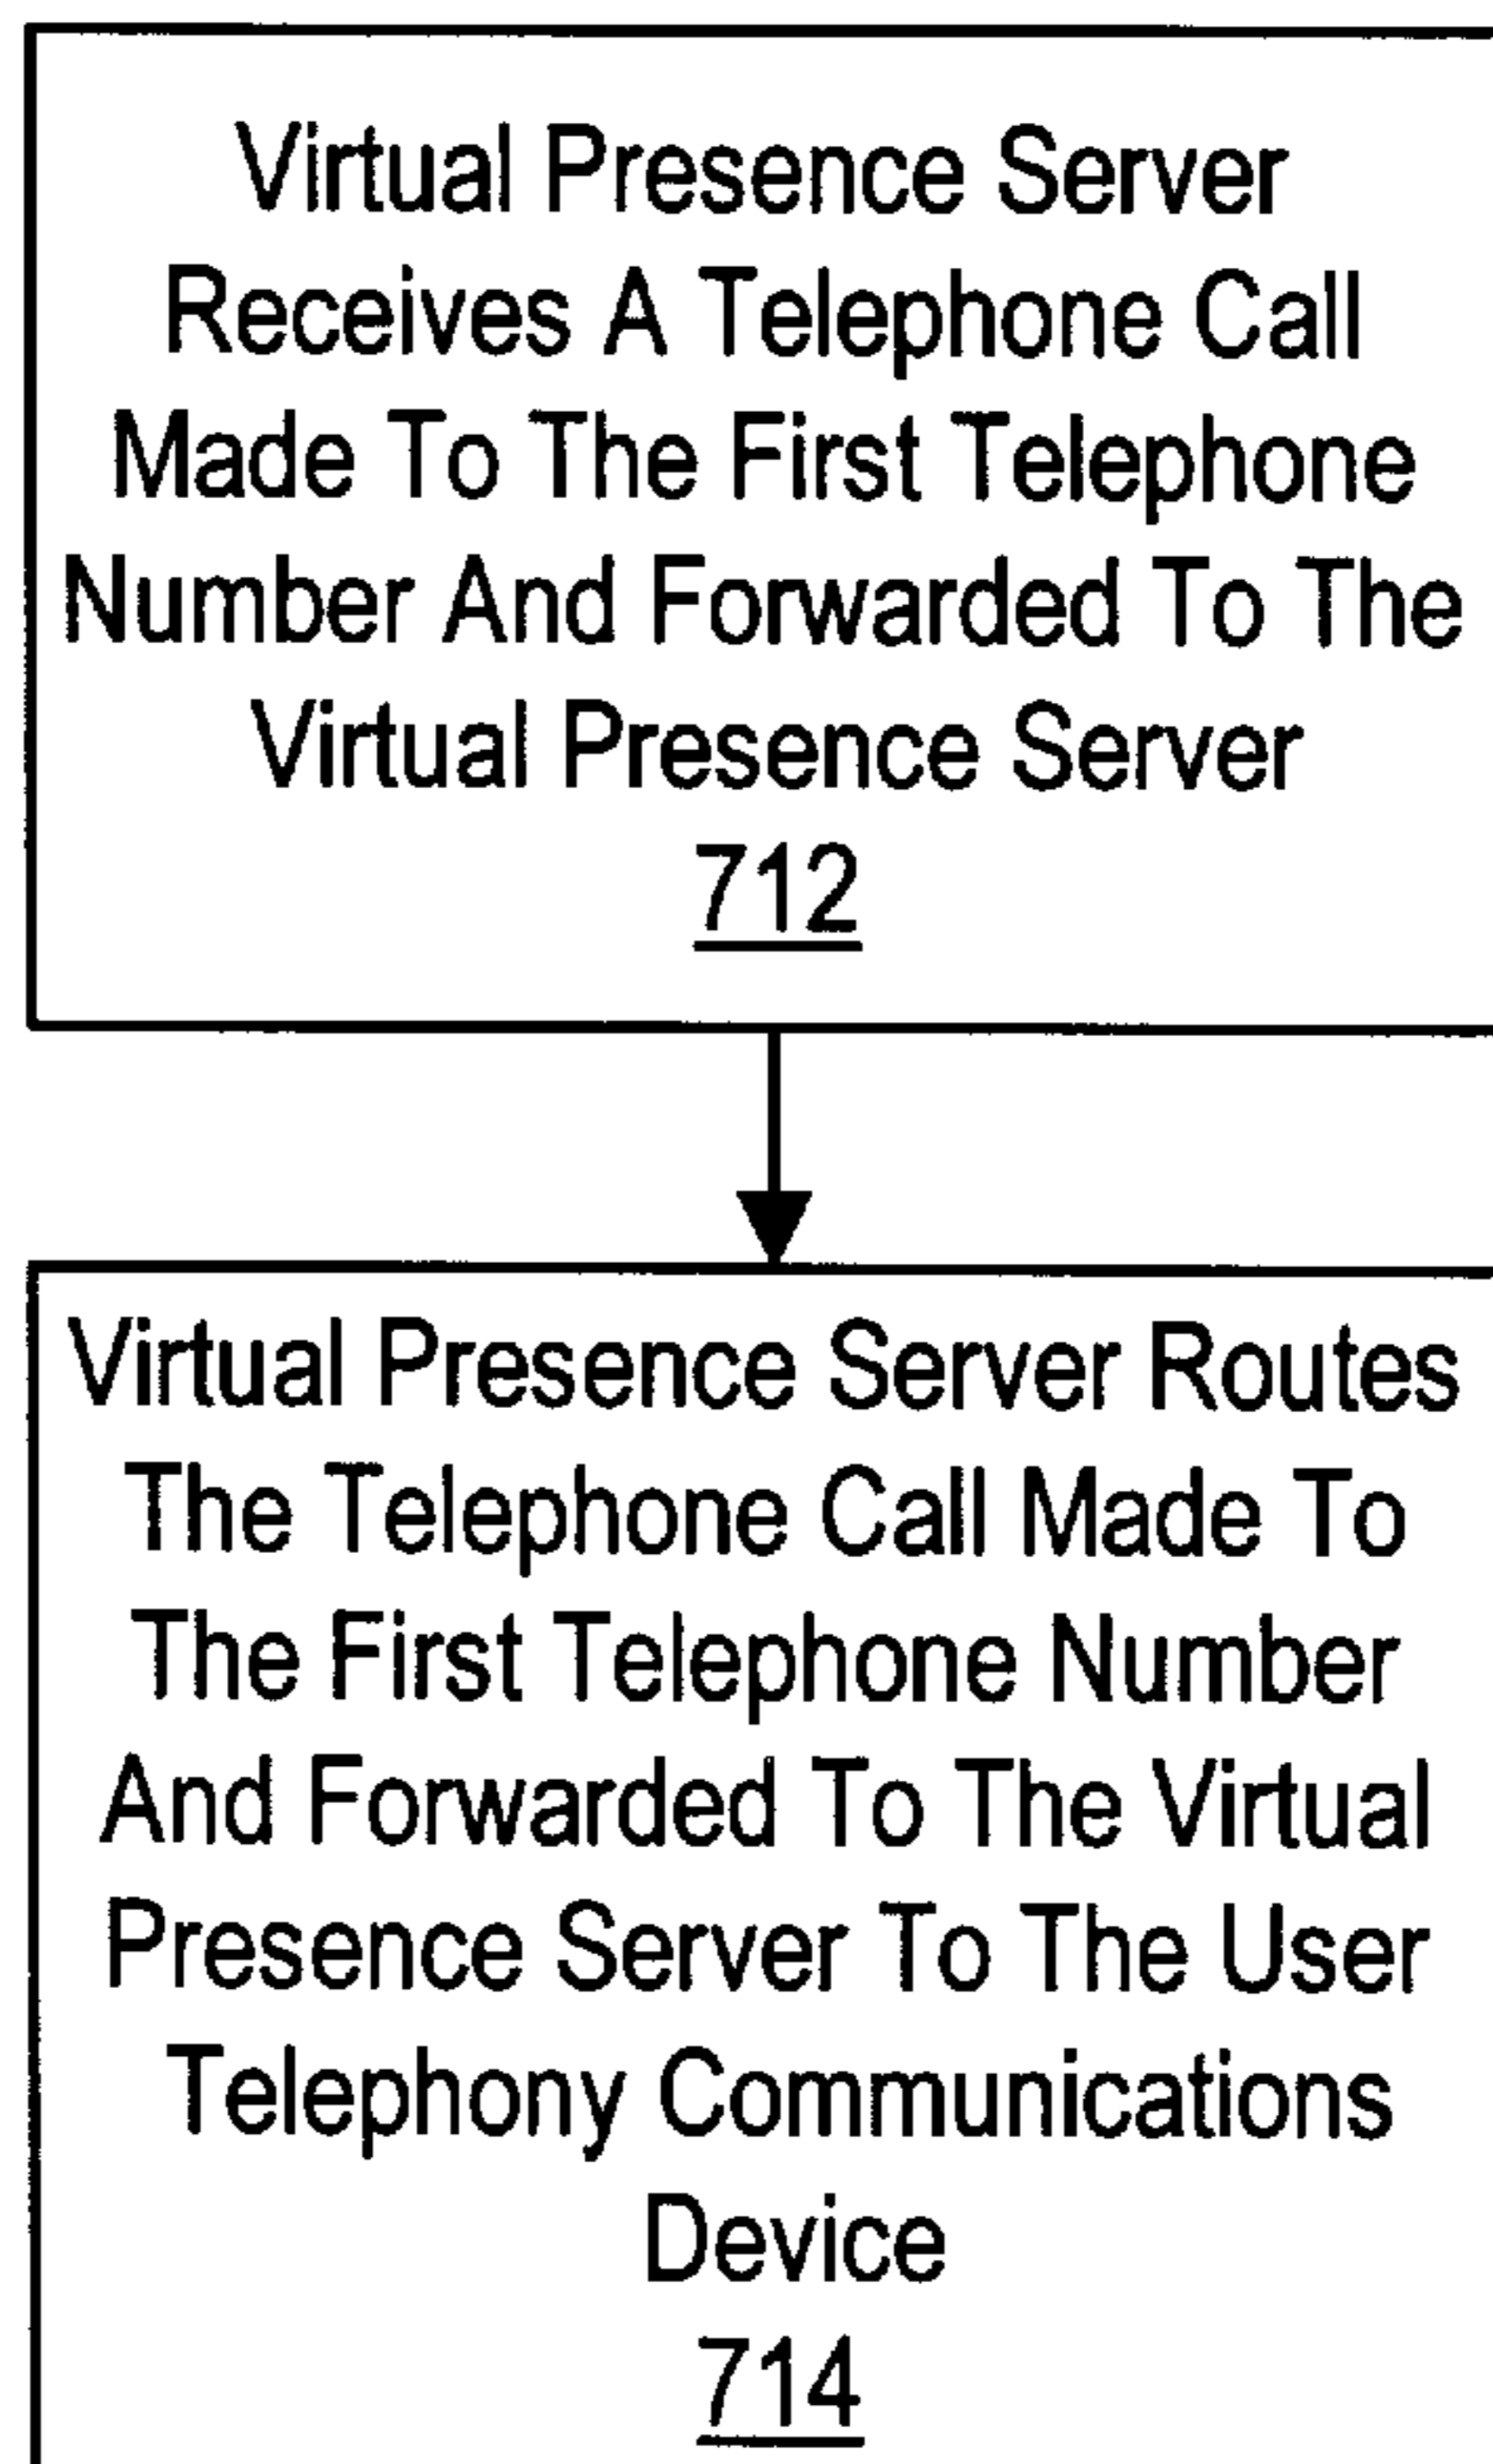 Virtual Presence Server
Receives A Telephone Call
Made To The First Telephone
Number And Forwarded To The
Virtual Presence Server
712
Virtual Presence Server Routes
The Telephone Call Made To
The First Telephone Number
And Forwarded To The Virtual
Presence Server To The User
Telephony Communications
Device
714